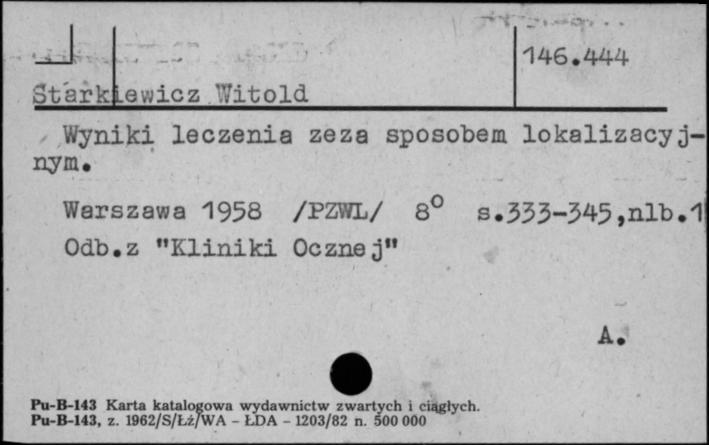 146.444
Starkiewicz Witold
Wyniki leczenia zeza sposobem lokalizacyj-
nym.
Warszawa 1958 /PZWL/ 8° s.333-345,nlb.1
Odb.z "Kliniki Ocznej"
A.
Pu-B-143 Karta katalogowa wydawnictw zwartych i ciągłych.
Pu-B-143, z. 1962/S/Łż/WA - ŁDA - 1203/82 n. 500 000